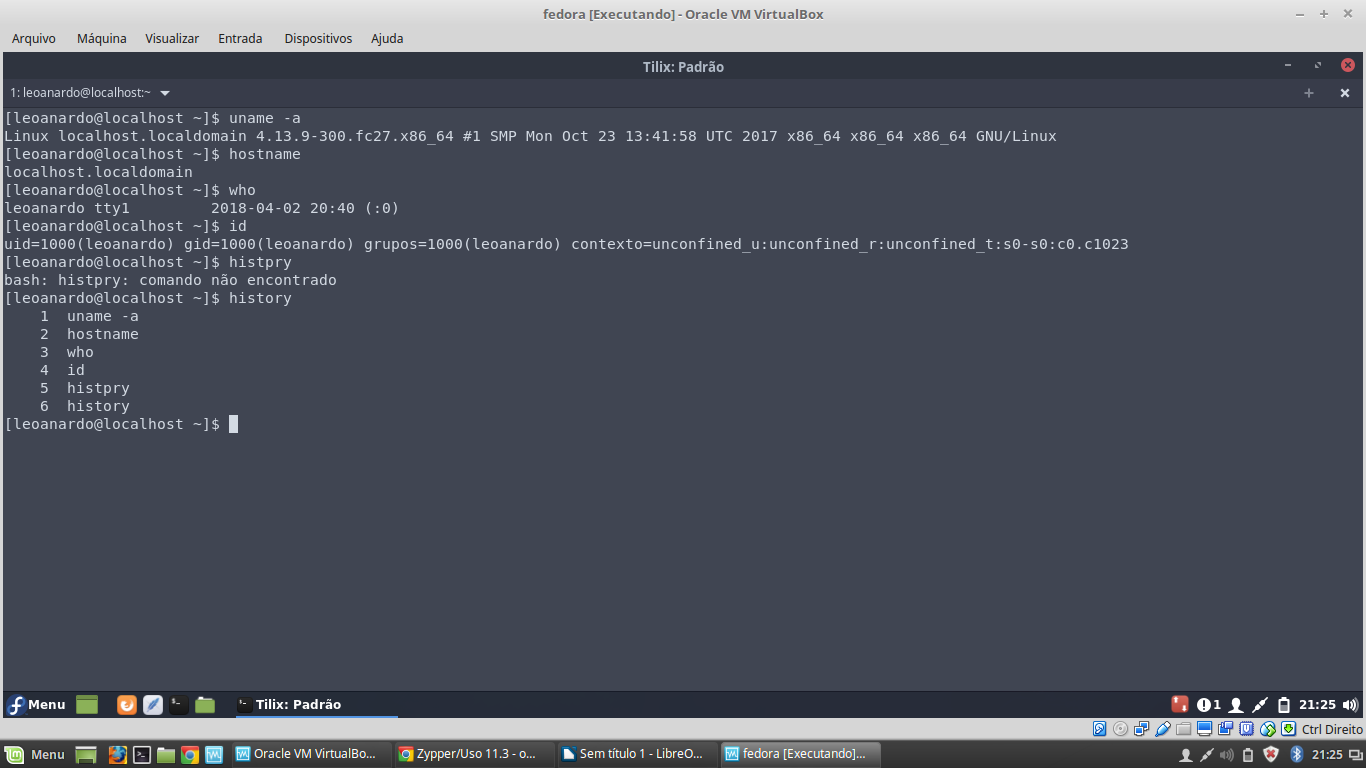 fedora [Executando] - Oracle VM VirtualBox
Arquivo Máquina Visualizar Entrada Dispositivos Ajuda
Tilix: Padrão
1: leoanardo@localhost:~
[leoanardo@localhost ~]$ uname -a
Linux localhost.localdomain 4.13.9-300.fc27.x86_64 #1 SMP Mon Oct 23 13:41:58 UTC 2017 x86_64 x86_64 x86_64 GNU/Linux
[leoanardo@localhost ~]$ hostname
localhost.localdomain
[leoanardo@localhost ~]$ who
leoanardo tty1         2018-04-02 20:40 (:0)
[leoanardo@localhost ~]$ id
uid=1000(leoanardo) gid=1000(leoanardo) grupos=1000(leoanardo) contexto=unconfined_u:unconfined_r:unconfined_t:s0-s0:c0.c1023
[leoanardo@localhost ~]$ histpry
bash: histpry: comando não encontrado
[leoanardo@localhost ~]$ history
    1  uname -a
    2  hostname
    3  who
    4  id
    5  histpry
    6  history
[leoanardo@localhost ~]$
Menu Tilix: Padrão 1 21:25
Ctrl Direito
Menu Oracle VM VirtualBo... Zypper/Uso 11.3 - o... Sem título 1 - LibreO... fedora [Executando]... 21:25